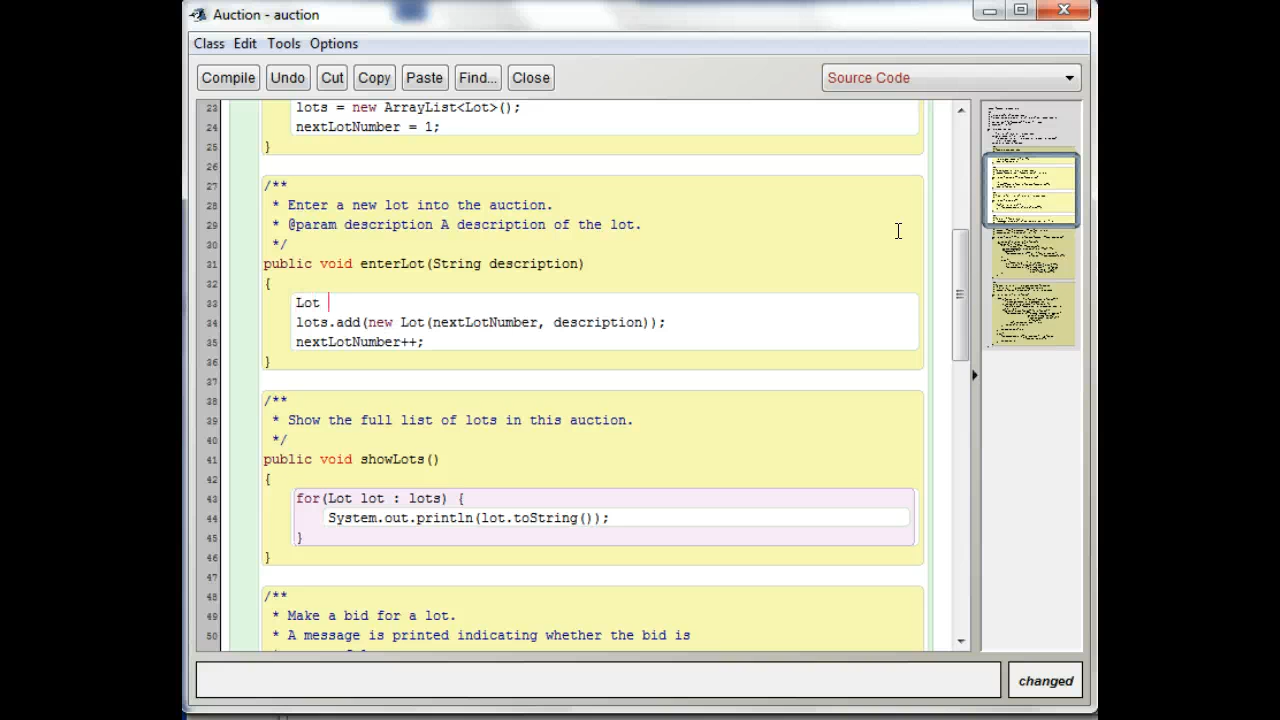 Auction - auction
Class Edit Tools Options
Compile Undo Cut Copy Paste Find... Close Source Code
23 lots = new ArrayList<Lot>();
24 nextLotNumber = 1;
25 }
26
27 /**
28 * Enter a new lot into the auction.
29 * @param description A description of the lot.
30 */
31 public void enterLot(String description)
32 {
33 Lot
34 lots.add(new Lot(nextLotNumber, description));
35 nextLotNumber++;
36 }
37
38 /**
39 * Show the full list of lots in this auction.
40 */
41 public void showLots()
42 {
43 for(Lot lot : lots) {
44 System.out.println(lot.toString());
45 }
46 }
47
48 /**
49 * Make a bid for a lot.
50 * A message is printed indicating whether the bid is
changed